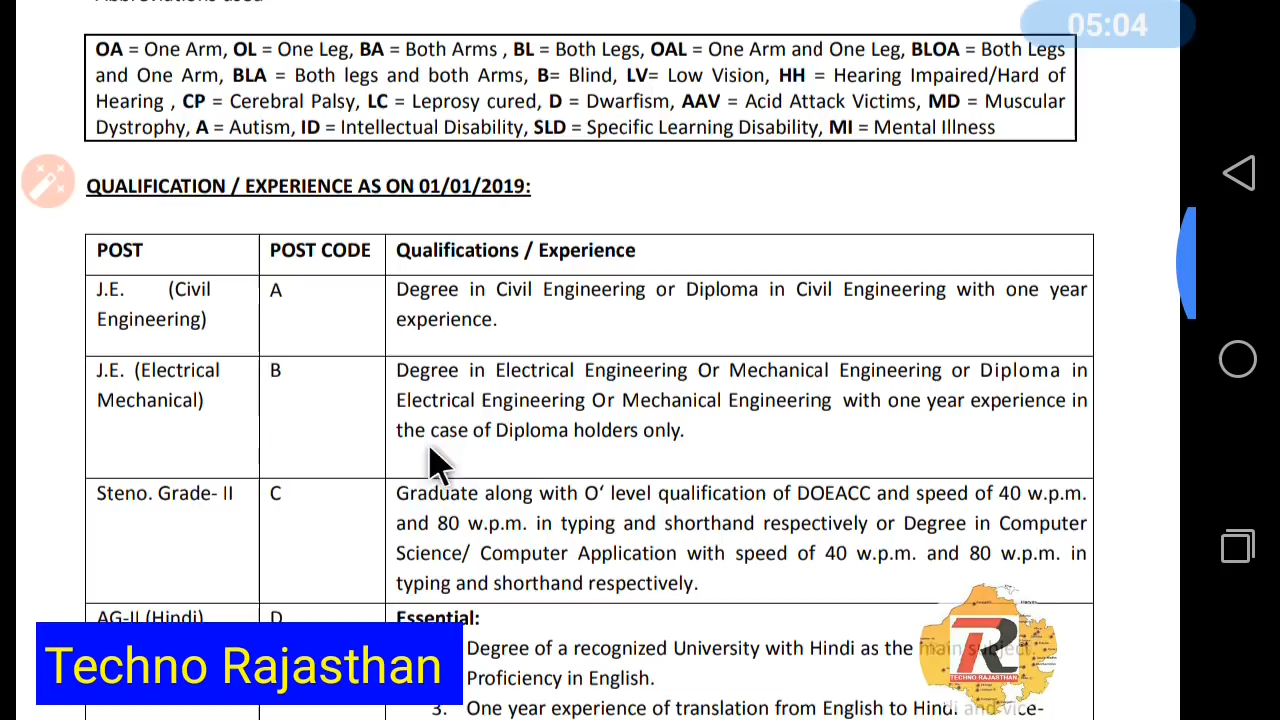 05:04
OA = One Arm, OL = One Leg, BA = Both Arms , BL = Both Legs, OAL = One Arm and One Leg, BLOA = Both Legs
and One Arm, BLA = Both legs and both Arms, B= Blind, LV= Low Vision, HH = Hearing Impaired/Hard of
Hearing , CP = Cerebral Palsy, LC = Leprosy cured, D = Dwarfism, AAV = Acid Attack Victims, MD = Muscular
Dystrophy, A = Autism, ID = Intellectual Disability, SLD = Specific Learning Disability, MI = Mental Illness
QUALIFICATION / EXPERIENCE AS ON 01/01/2019:
POST POST CODE Qualifications / Experience
J.E. (Civil A Degree in Civil Engineering or Diploma in Civil Engineering with one year
Engineering) experience.
J.E. (Electrical B Degree in Electrical Engineering Or Mechanical Engineering or Diploma in
Mechanical) Electrical Engineering Or Mechanical Engineering with one year experience in
the case of Diploma holders only.
Steno. Grade- II C Graduate along with O‘ level qualification of DOEACC and speed of 40 w.p.m.
and 80 w.p.m. in typing and shorthand respectively or Degree in Computer
Science/ Computer Application with speed of 40 w.p.m. and 80 w.p.m. in
typing and shorthand respectively.
AG-II (Hindi) D Essential:
Degree of a recognized University with Hindi as the main subject.
Proficiency in English.
3. One year experience of translation from English to Hindi and vice-
Techno Rajasthan
TR
TECHNO RAJASTHAN